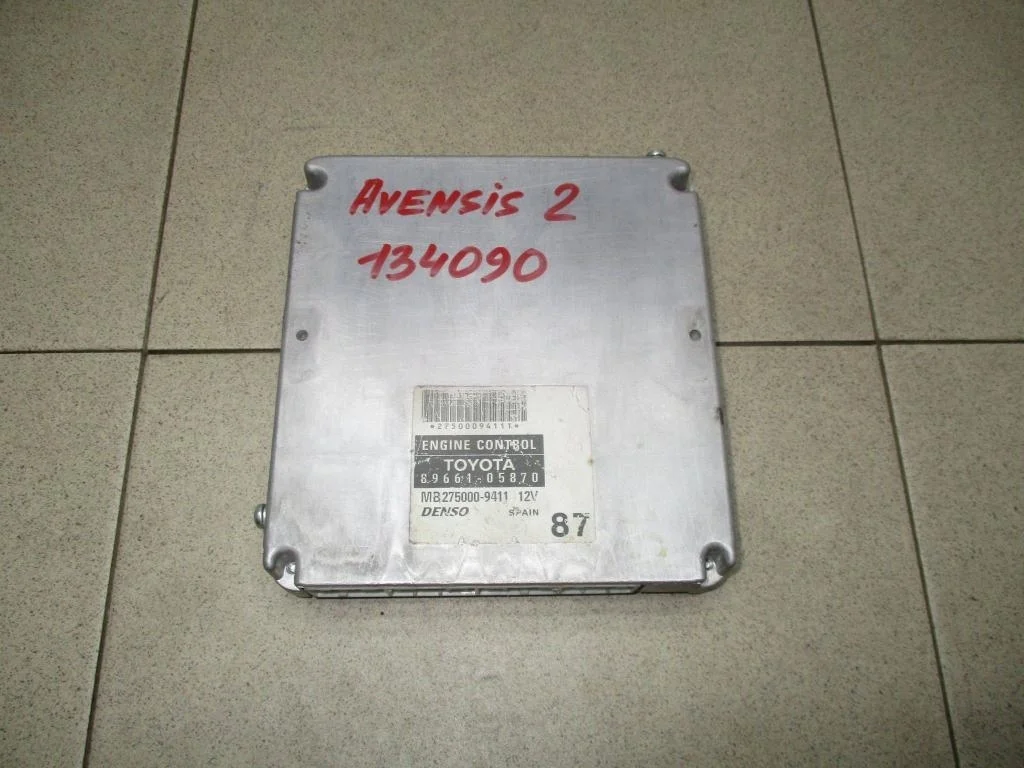 AVENSiS 2
134090
*27500094111*
ENGINE CONTROL
TOYOTA
89661-05870
MB275000-9411 12V
DENSO SPAIN 87